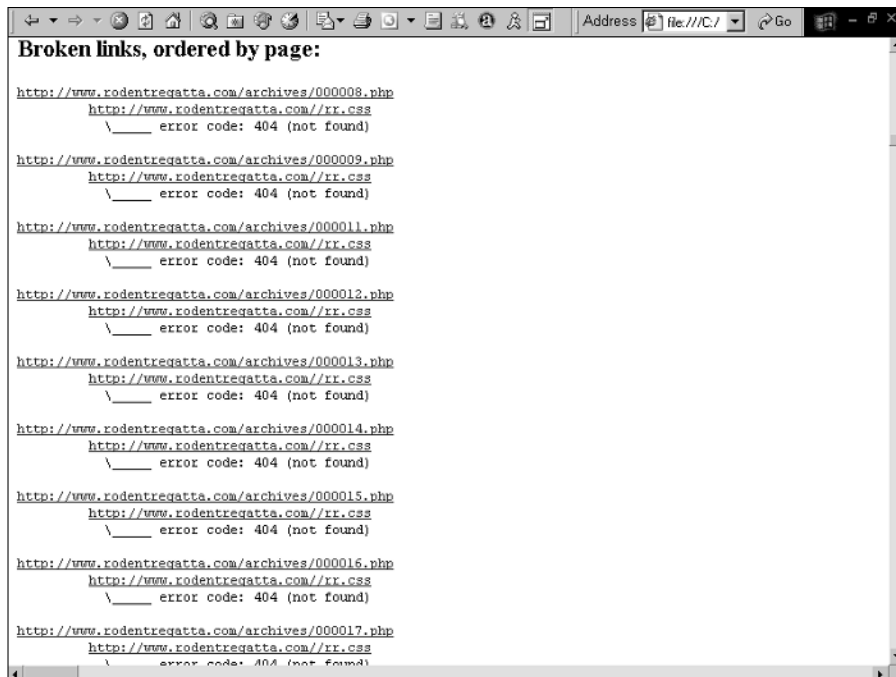 Address file:///C:/ Go
Broken links, ordered by page:
http://www.rodentregatta.com/archives/000008.php
http://www.rodentregatta.com//rr.css
\_____ error code: 404 (not found)
http://www.rodentregatta.com/archives/000009.php
http://www.rodentregatta.com//rr.css
\_____ error code: 404 (not found)
http://www.rodentregatta.com/archives/000011.php
http://www.rodentregatta.com//rr.css
\_____ error code: 404 (not found)
http://www.rodentregatta.com/archives/000012.php
http://www.rodentregatta.com//rr.css
\_____ error code: 404 (not found)
http://www.rodentregatta.com/archives/000013.php
http://www.rodentregatta.com//rr.css
\_____ error code: 404 (not found)
http://www.rodentregatta.com/archives/000014.php
http://www.rodentregatta.com//rr.css
\_____ error code: 404 (not found)
http://www.rodentregatta.com/archives/000015.php
http://www.rodentregatta.com//rr.css
\_____ error code: 404 (not found)
http://www.rodentregatta.com/archives/000016.php
http://www.rodentregatta.com//rr.css
\_____ error code: 404 (not found)
http://www.rodentregatta.com/archives/000017.php
http://www.rodentregatta.com//rr.css
\ error code: 404 (not found)